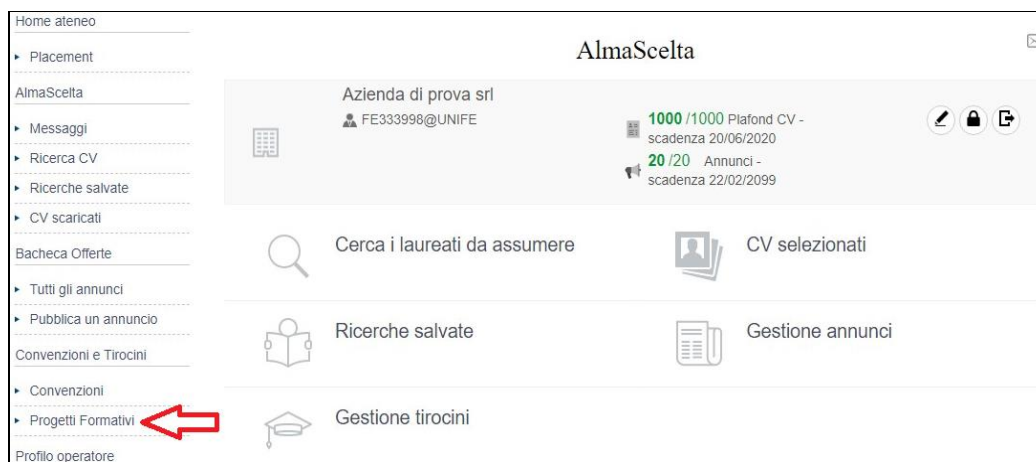 Home ateneo
Placement
AlmaScelta
Messaggi
Ricerca CV
Ricerche salvate
CV scaricati
Bacheca Offerte
Tutti gli annunci
Pubblica un annuncio
Convenzioni e Tirocini
Convenzioni
Progetti Formativi
Profilo operatore
AlmaScelta
Azienda di prova srl
FE333998@UNIFE
1000 /1000 Plafond CV -
scadenza 20/06/2020
20 /20 Annunci -
scadenza 22/02/2099
Cerca i laureati da assumere
CV selezionati
Ricerche salvate
Gestione annunci
Gestione tirocini